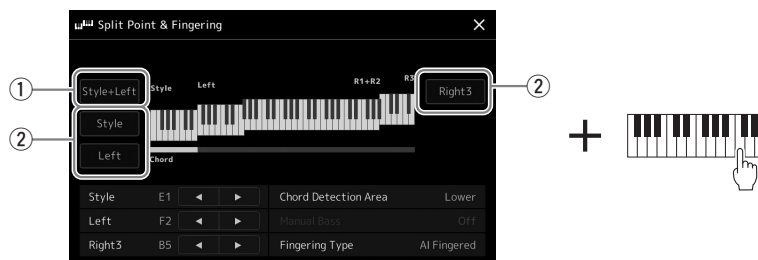 Split Point & Fingering ×
① Style+Left Style Left R1+R2 R3 Right3 ②
② Style
Left
Chord
Style E1 ◄ ► Chord Detection Area Lower
Left F2 ◄ ► Manual Bass Off
Right3 B5 ◄ ► Fingering Type AI Fingered
+